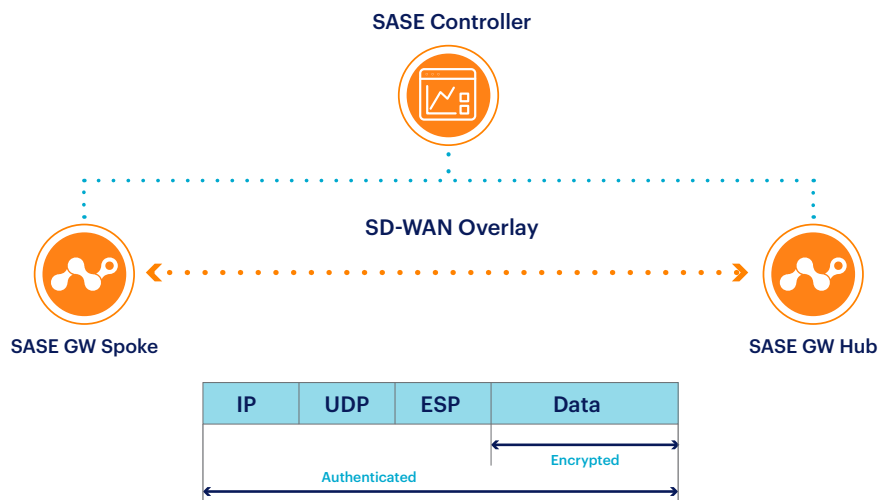 SASE Controller
SD-WAN Overlay
SASE GW Spoke
SASE GW Hub
IP UDP ESP Data
Encrypted
Authenticated